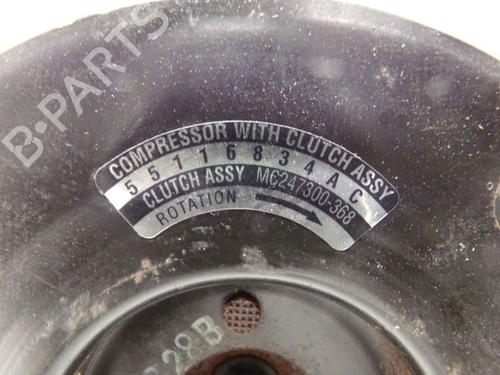 B-PARTS
COMPRESSOR WITH CLUTCH ASSY
55116834AC
CLUTCH ASSY MC247300-368
ROTATION